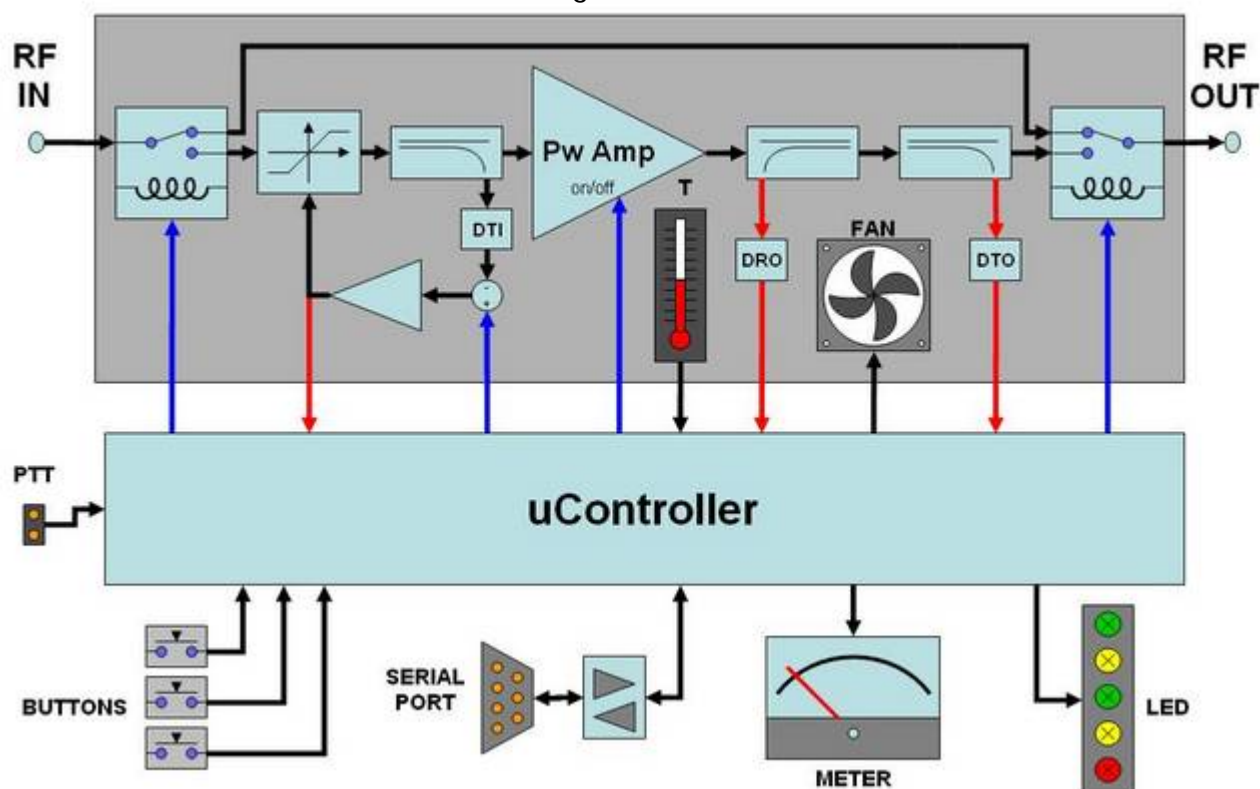 RF
IN
RF
OUT
Pw Amp
on/off
T
DTI
FAN
DRO
DTO
PTT
uController
BUTTONS
SERIAL
PORT
METER
LED